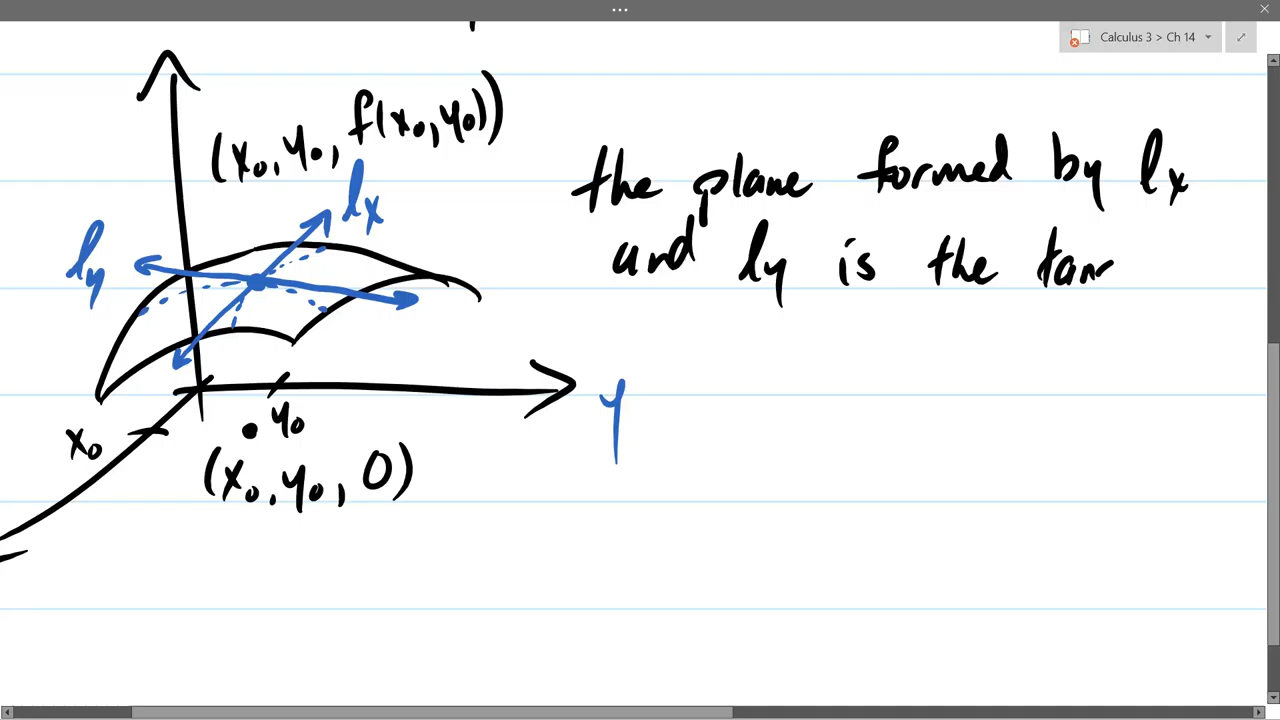 Calculus 3 > Ch 14
(x₀, y₀, f(x₀, y₀))
the plane formed by lₓ
and ly is the tan
lₓ
ly
y
y₀
x₀
(x₀, y₀, 0)